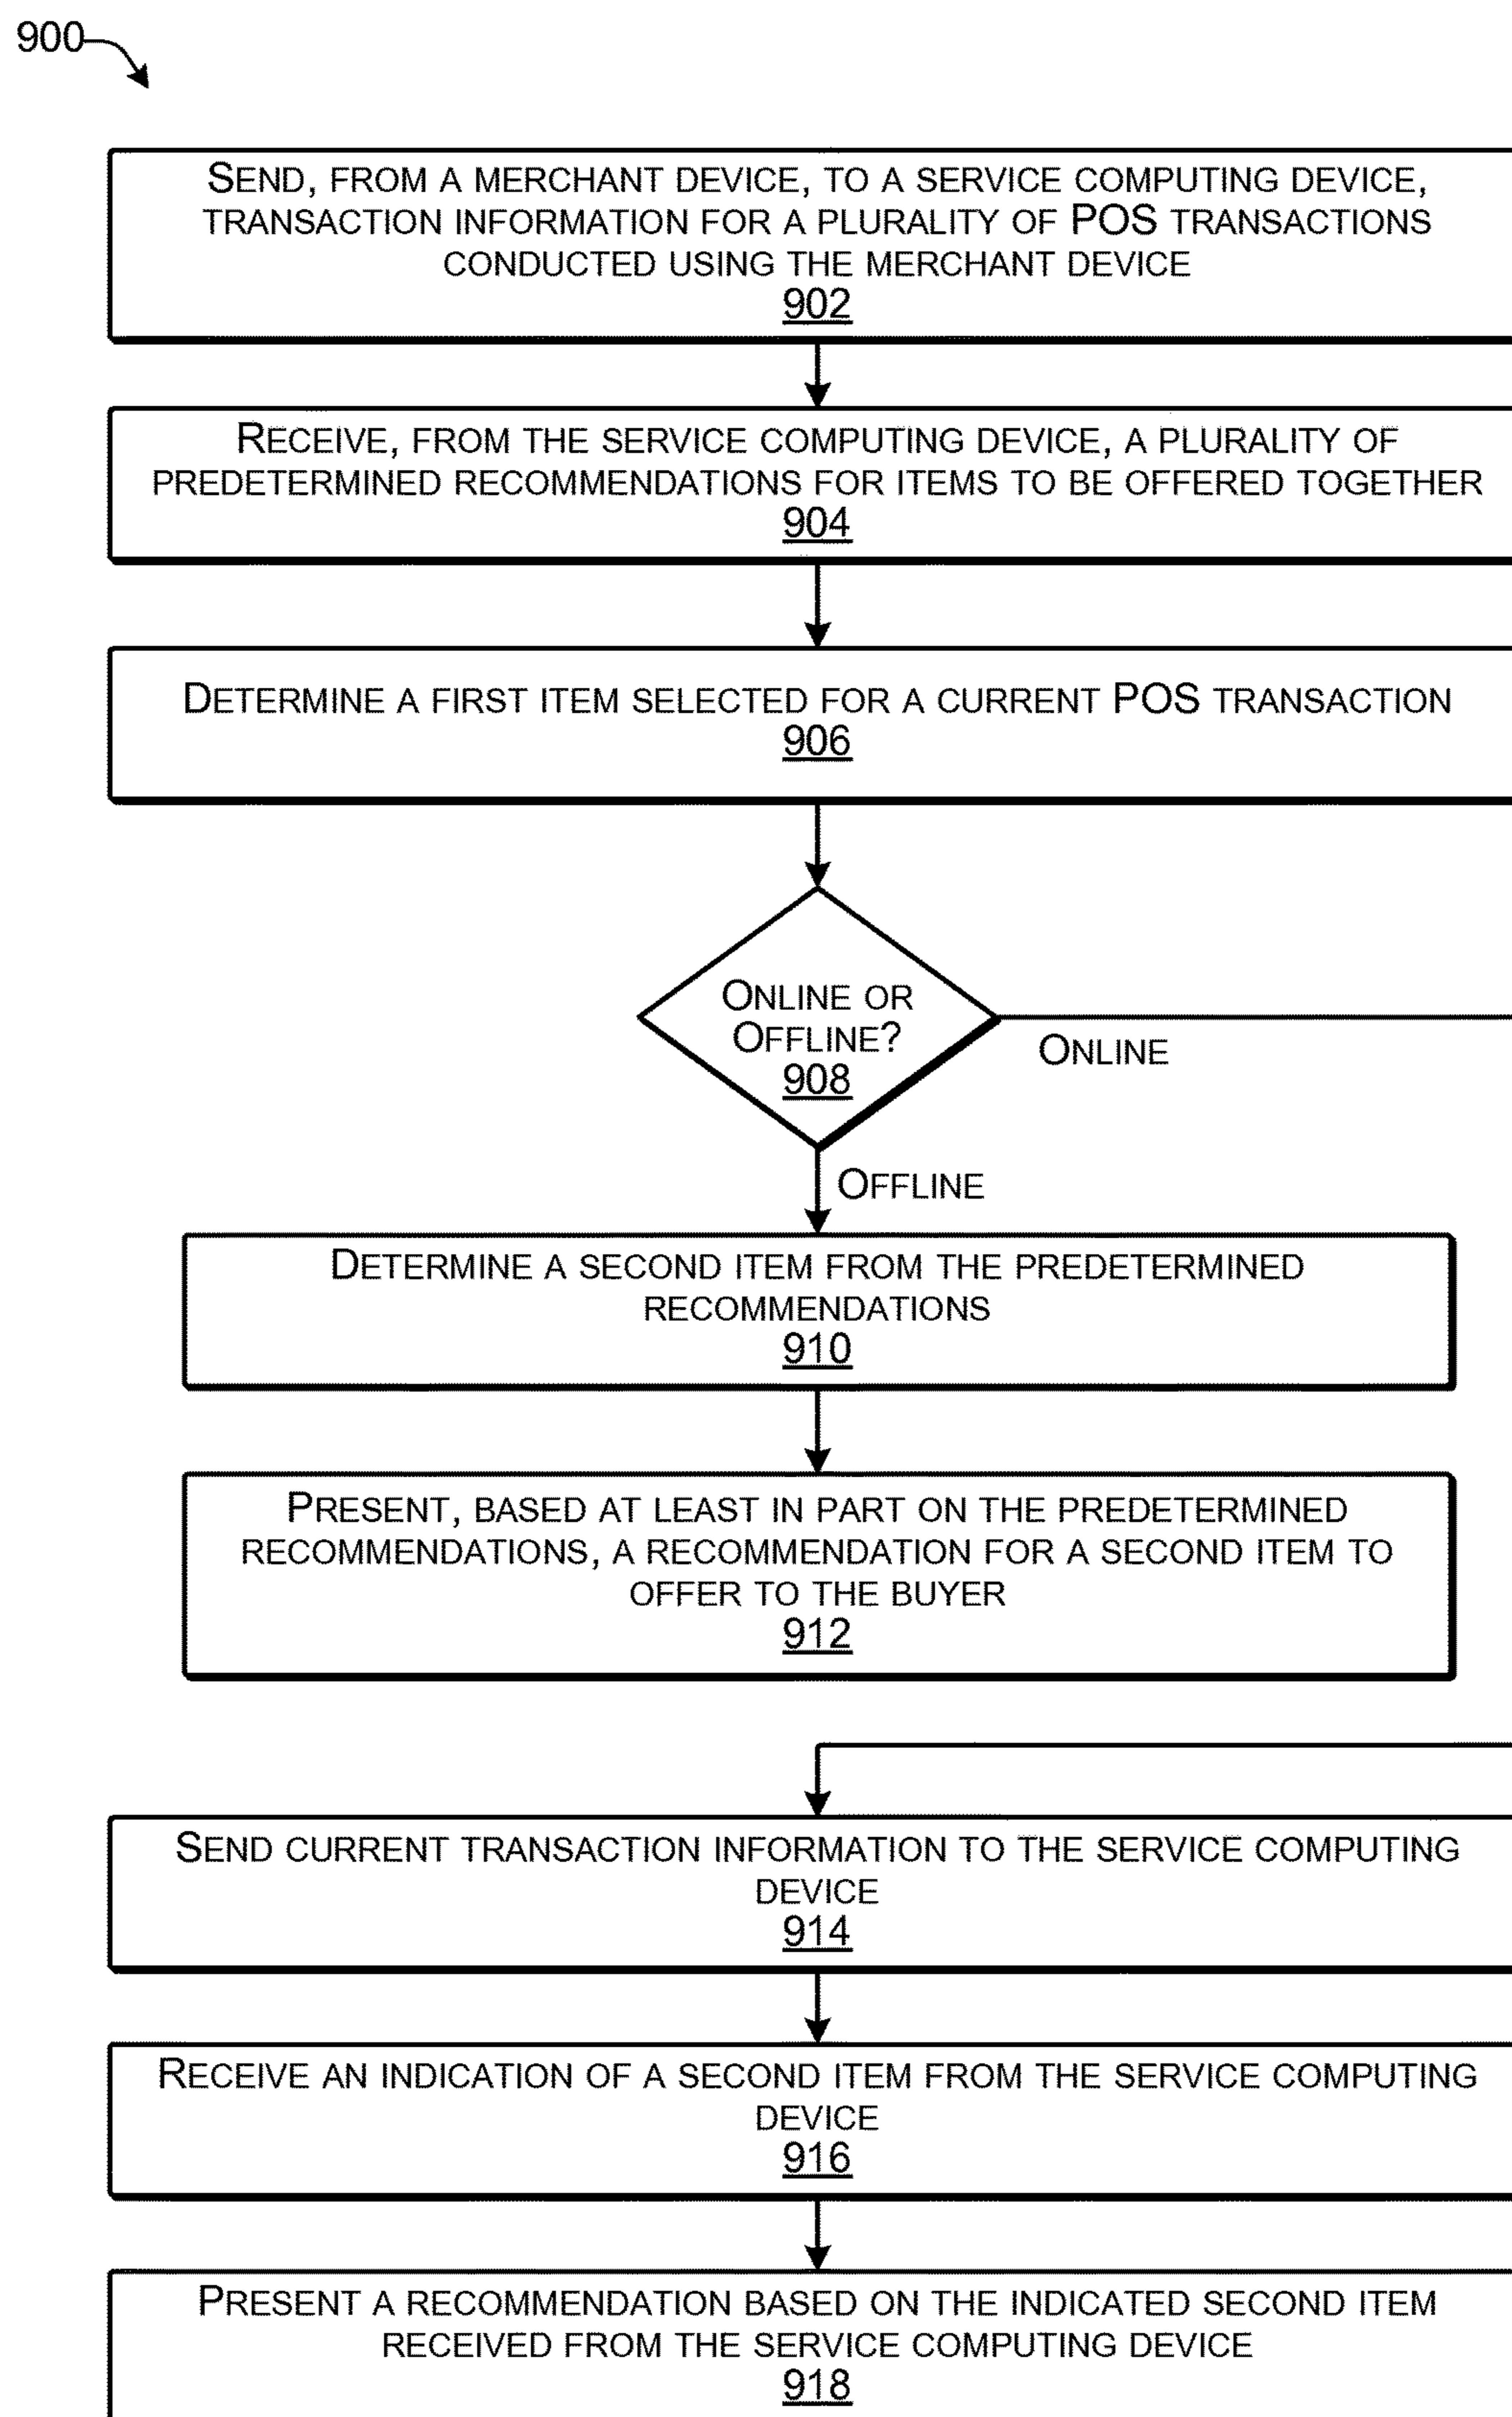 900
SEND, FROM A MERCHANT DEVICE, TO A SERVICE COMPUTING DEVICE,
TRANSACTION INFORMATION FOR A PLURALITY OF POS TRANSACTIONS
CONDUCTED USING THE MERCHANT DEVICE
902
RECEIVE, FROM THE SERVICE COMPUTING DEVICE, A PLURALITY OF
PREDETERMINED RECOMMENDATIONS FOR ITEMS TO BE OFFERED TOGETHER
904
DETERMINE A FIRST ITEM SELECTED FOR A CURRENT POS TRANSACTION
906
ONLINE OR
OFFLINE?
908
ONLINE
OFFLINE
DETERMINE A SECOND ITEM FROM THE PREDETERMINED
RECOMMENDATIONS
910
PRESENT, BASED AT LEAST IN PART ON THE PREDETERMINED
RECOMMENDATIONS, A RECOMMENDATION FOR A SECOND ITEM TO
OFFER TO THE BUYER
912
SEND CURRENT TRANSACTION INFORMATION TO THE SERVICE COMPUTING
DEVICE
914
RECEIVE AN INDICATION OF A SECOND ITEM FROM THE SERVICE COMPUTING
DEVICE
916
PRESENT A RECOMMENDATION BASED ON THE INDICATED SECOND ITEM
RECEIVED FROM THE SERVICE COMPUTING DEVICE
918